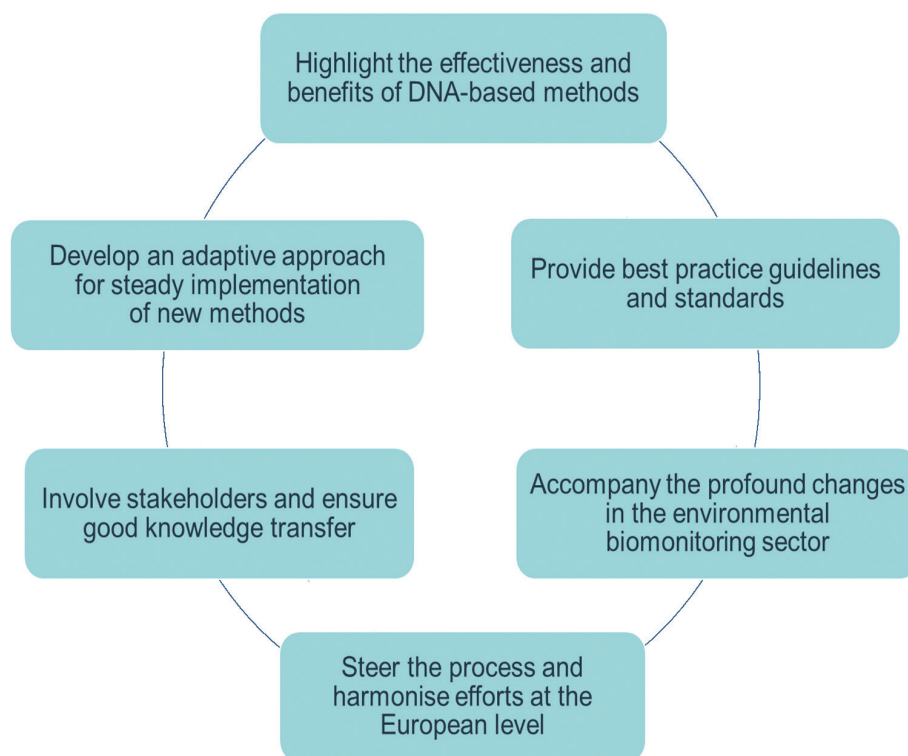 Highlight the effectiveness and
benefits of DNA-based methods
Develop an adaptive approach
for steady implementation
of new methods
Provide best practice guidelines
and standards
Involve stakeholders and ensure
good knowledge transfer
Accompany the profound changes
in the environmental
biomonitoring sector
Steer the process and
harmonise efforts at the
European level